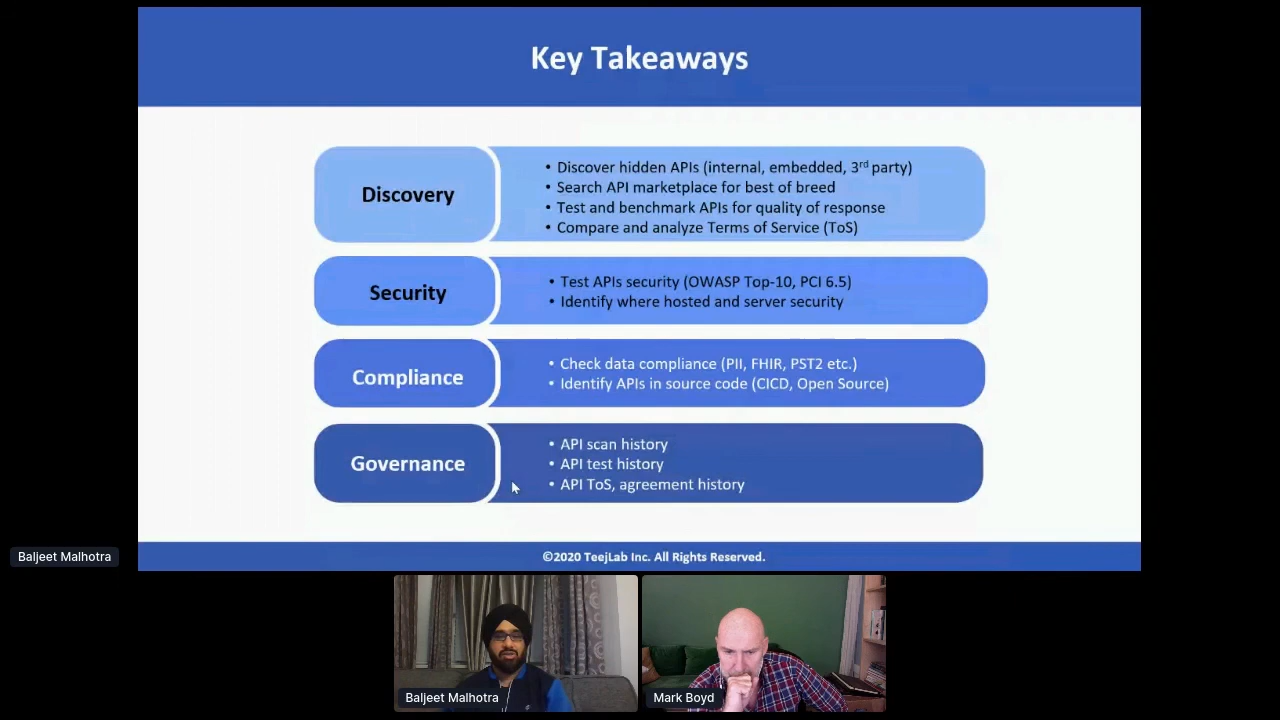 Key Takeaways
Discovery
• Discover hidden APIs (internal, embedded, 3rd party)
• Search API marketplace for best of breed
• Test and benchmark APIs for quality of response
• Compare and analyze Terms of Service (ToS)
Security
• Test APIs security (OWASP Top-10, PCI 6.5)
• Identify where hosted and server security
Compliance
• Check data compliance (PII, FHIR, PST2 etc.)
• Identify APIs in source code (CICD, Open Source)
Governance
• API scan history
• API test history
• API ToS, agreement history
©2020 TeejLab Inc. All Rights Reserved.
Baljeet Malhotra
Baljeet Malhotra
Mark Boyd